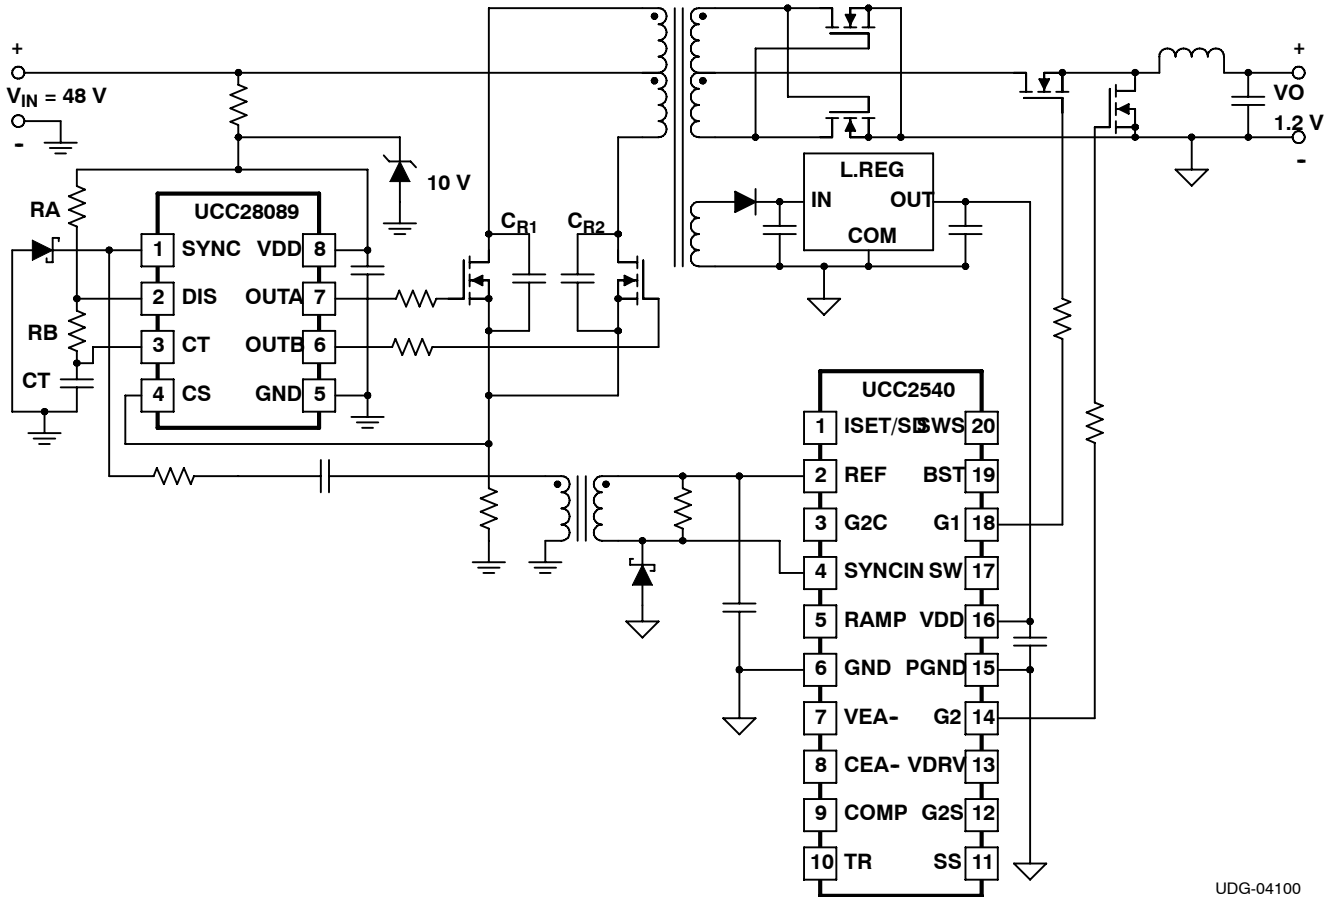 +
V_IN = 48 V
-
+
VO
1.2 V
-
10 V
RA
RB
CT
UCC28089
1 SYNC VDD 8
2 DIS OUTA 7
3 CT OUTB 6
4 CS GND 5
C_R1
C_R2
L.REG
IN OUT
COM
UCC2540
1 ISET/SD SWS 20
2 REF BST 19
3 G2C G1 18
4 SYNCIN SW 17
5 RAMP VDD 16
6 GND PGND 15
7 VEA- G2 14
8 CEA- VDRV 13
9 COMP G2S 12
10 TR SS 11
UDG-04100